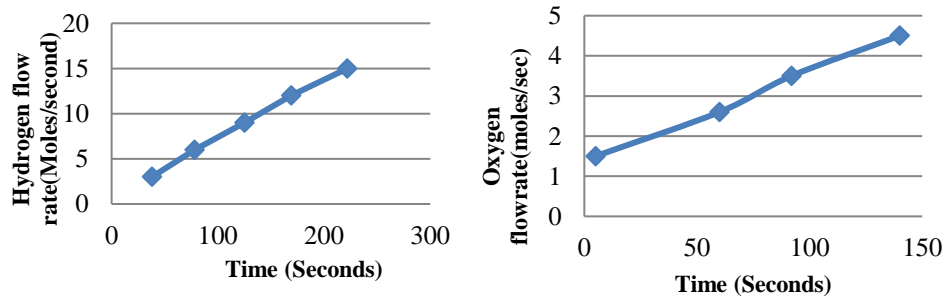 Hydrogen flow
rate(Moles/second)
20
15
10
5
0
0 100 200 300
Time (Seconds)
Oxygen
flowrate(moles/sec)
5
4
3
2
1
0
0 50 100 150
Time (Seconds)